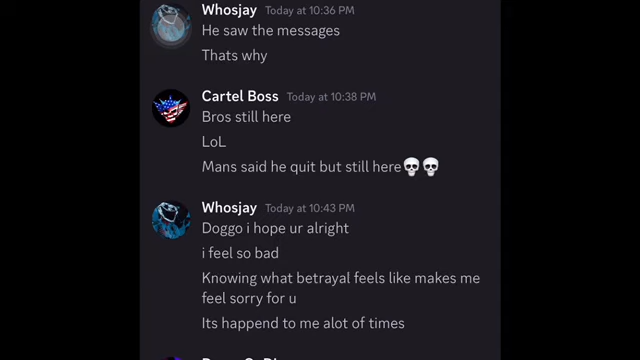 Whosjay Today at 10:36 PM
He saw the messages
Thats why
Cartel Boss Today at 10:38 PM
Bros still here
LoL
Mans said he quit but still here💀💀
Whosjay Today at 10:43 PM
Doggo i hope ur alright
i feel so bad
Knowing what betrayal feels like makes me
feel sorry for u
Its happend to me alot of times